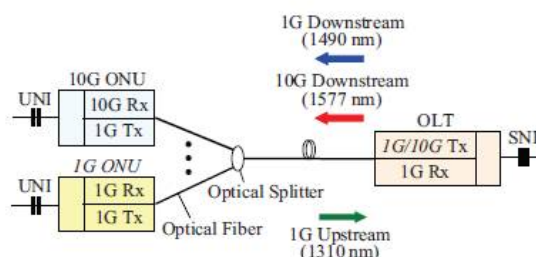 1G Downstream
(1490 nm)
10G Downstream
(1577 nm)
10G ONU
UNI
10G Rx
1G Tx
OLT
SNI
1G/10G Tx
1G Rx
1G ONU
UNI
1G Rx
1G Tx
Optical Splitter
Optical Fiber
1G Upstream
(1310 nm)